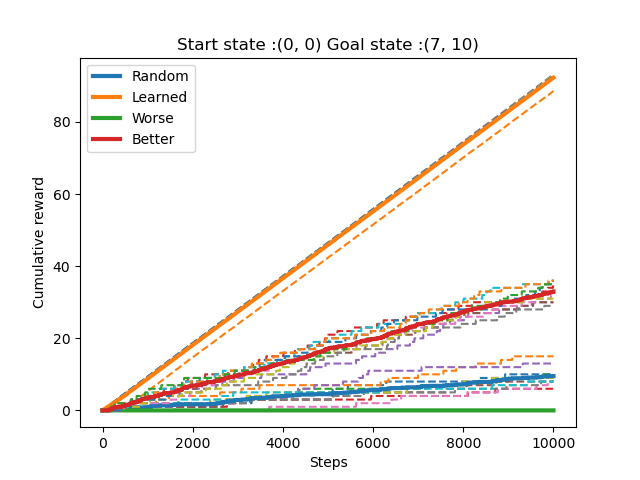 Start state :(0, 0) Goal state :(7, 10)
Random
Learned
Worse
Better
Cumulative reward
80
60
40
20
0
0 2000 4000 6000 8000 10000
Steps